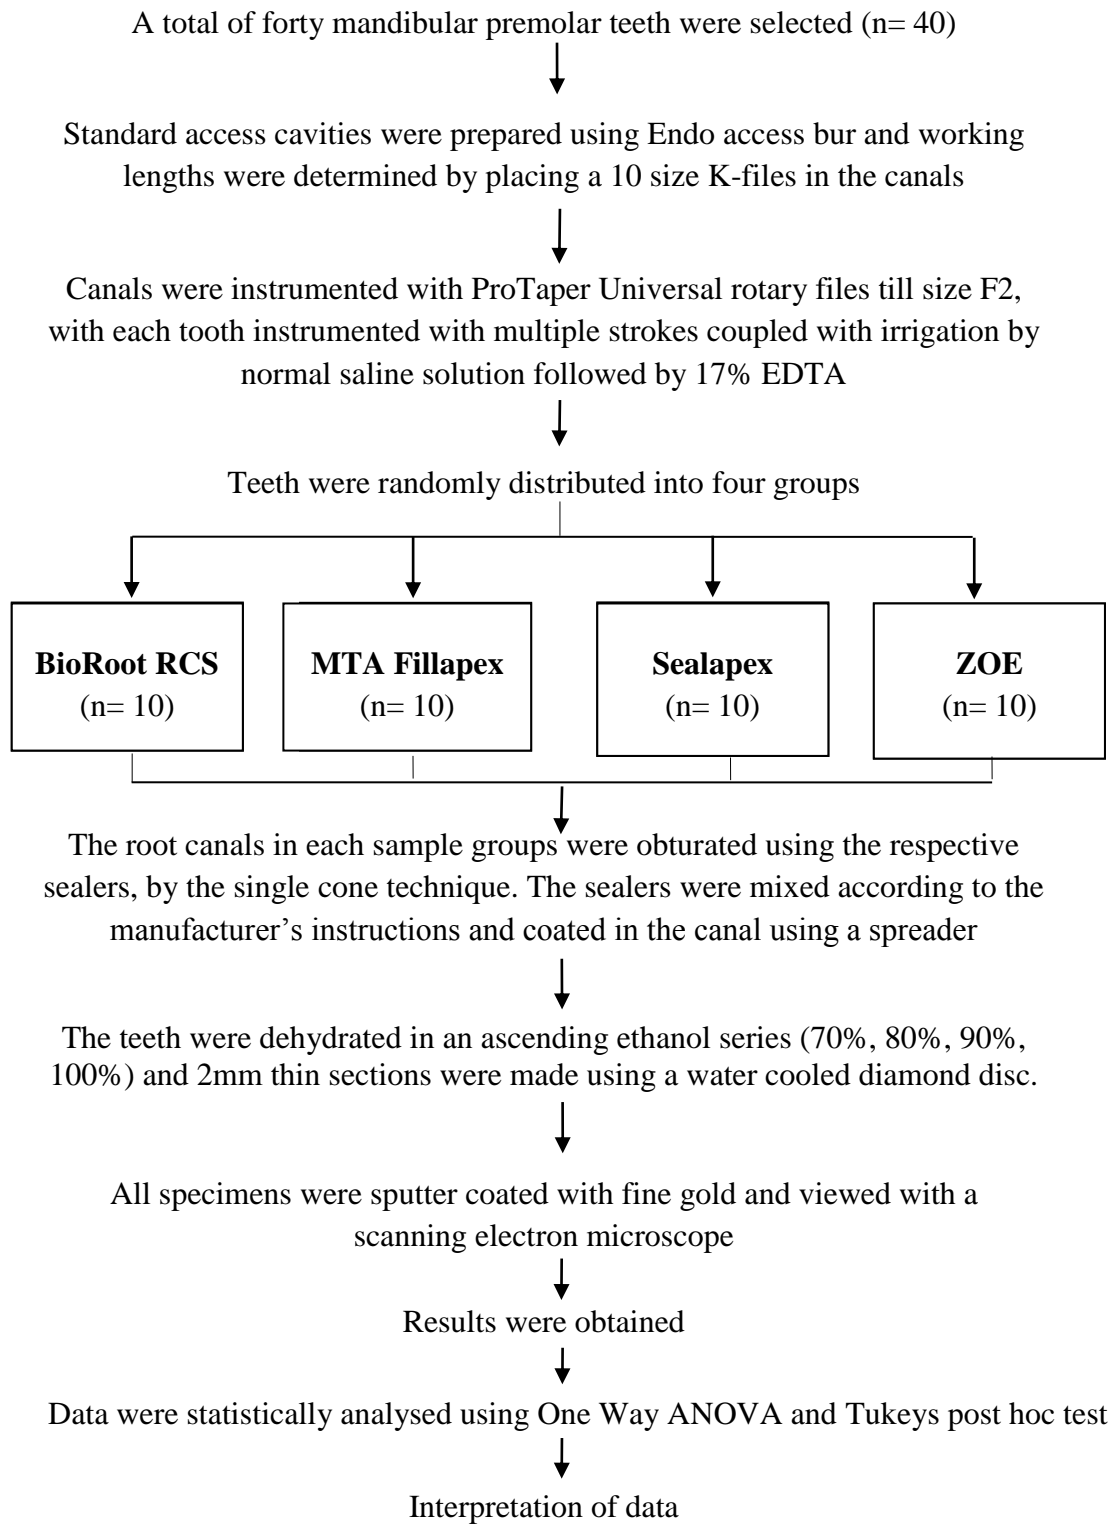 A total of forty mandibular premolar teeth were selected (n= 40)
Standard access cavities were prepared using Endo access bur and working
lengths were determined by placing a 10 size K-files in the canals
Canals were instrumented with ProTaper Universal rotary files till size F2,
with each tooth instrumented with multiple strokes coupled with irrigation by
normal saline solution followed by 17% EDTA
Teeth were randomly distributed into four groups
BioRoot RCS
(n= 10)
MTA Fillapex
(n= 10)
Sealapex
(n= 10)
ZOE
(n= 10)
The root canals in each sample groups were obturated using the respective
sealers, by the single cone technique. The sealers were mixed according to the
manufacturer’s instructions and coated in the canal using a spreader
The teeth were dehydrated in an ascending ethanol series (70%, 80%, 90%,
100%) and 2mm thin sections were made using a water cooled diamond disc.
All specimens were sputter coated with fine gold and viewed with a
scanning electron microscope
Results were obtained
Data were statistically analysed using One Way ANOVA and Tukeys post hoc test
Interpretation of data